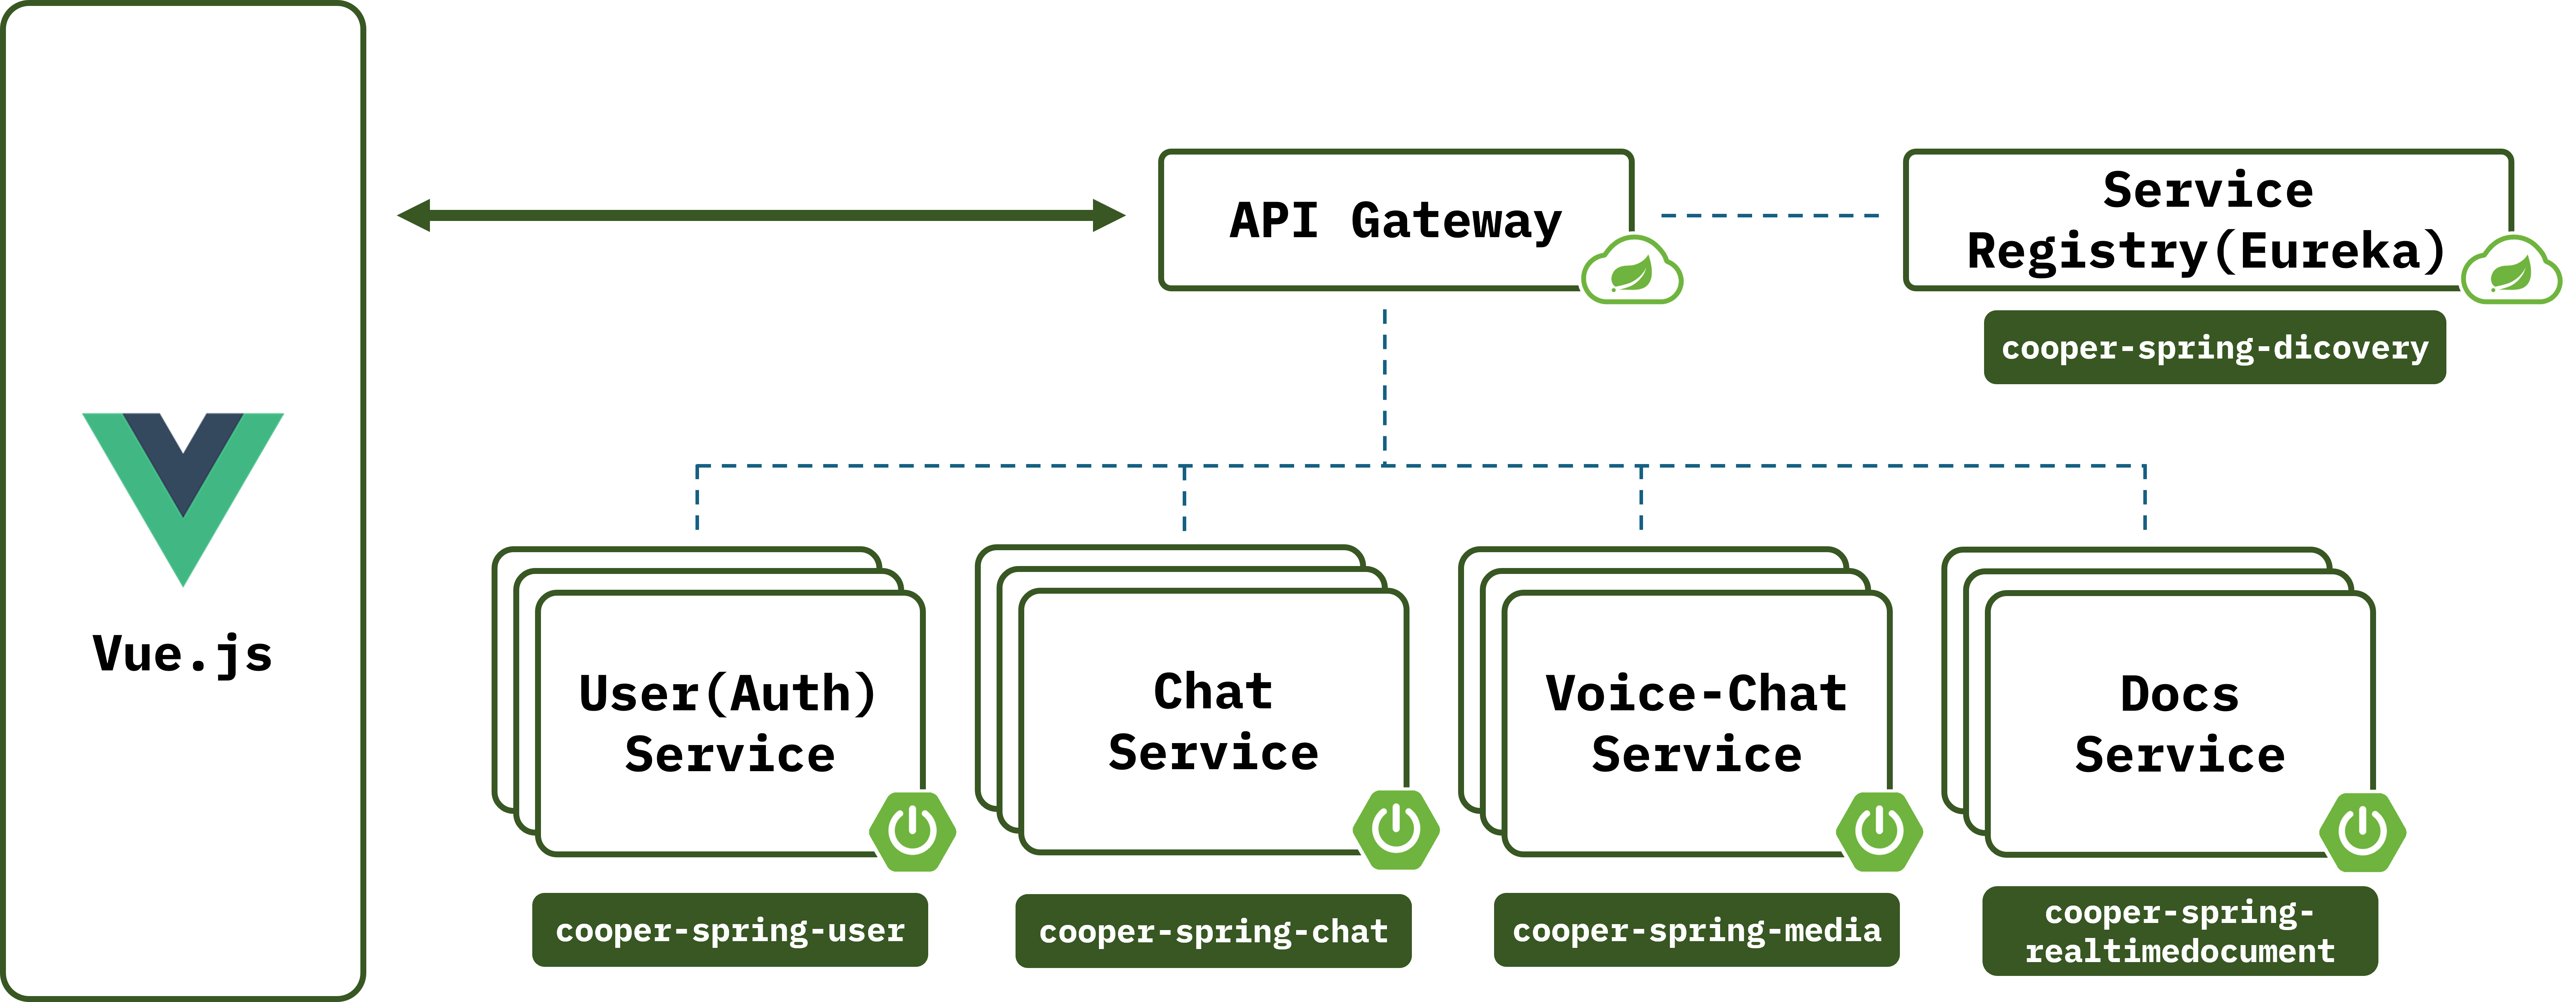 API Gateway
Service
Registry(Eureka)
cooper-spring-dicovery
Vue.js
User(Auth)
Service
cooper-spring-user
Chat
Service
cooper-spring-chat
Voice-Chat
Service
cooper-spring-media
Docs
Service
cooper-spring-
realtimedocument